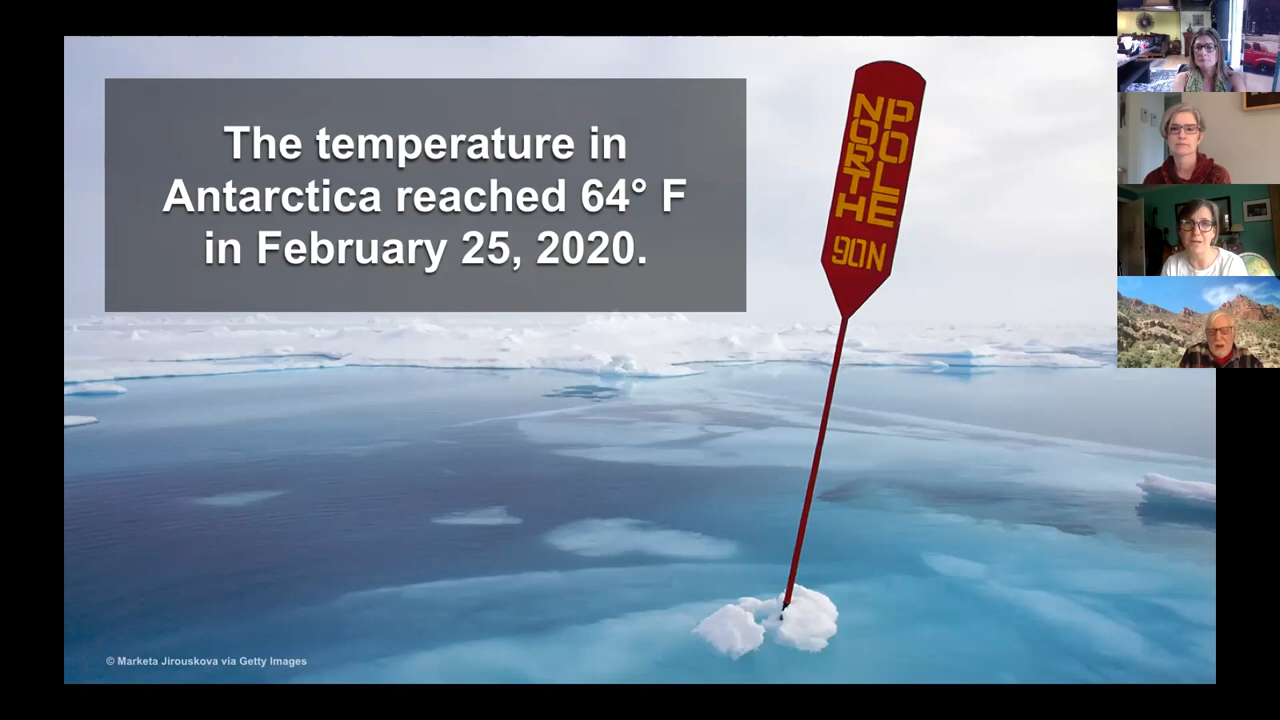 The temperature in
Antarctica reached 64° F
in February 25, 2020.
NORTH POLE
90N
© Marketa Jirouskova via Getty Images